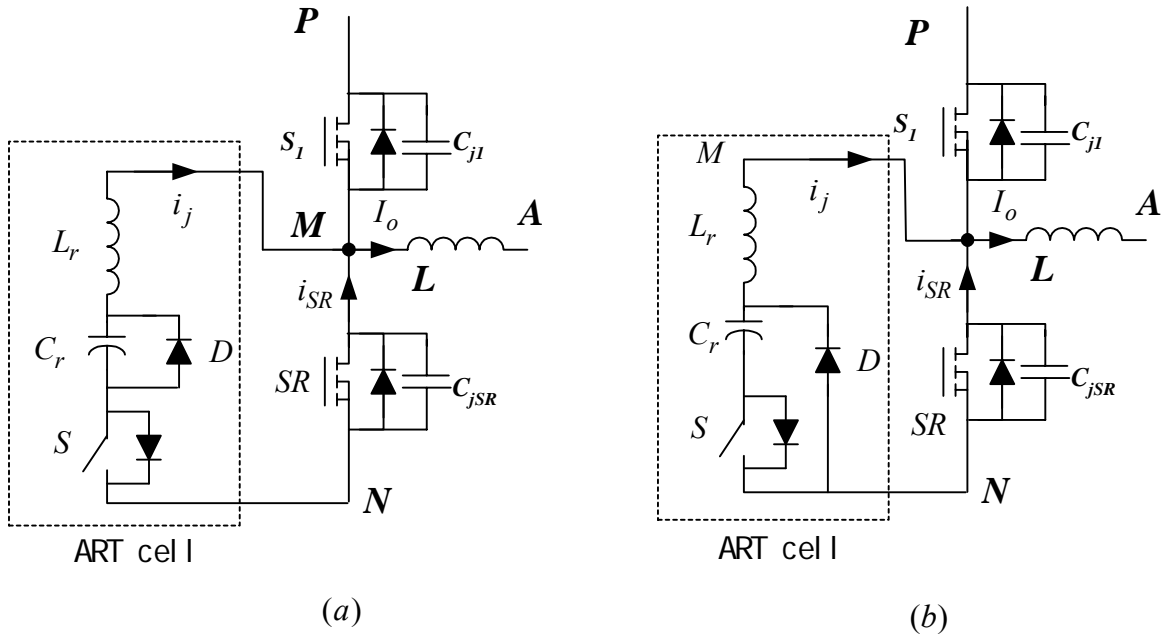 P
S1
Cj1
M
Io
A
ij
Lr
L
iSR
Cr
D
SR
CjSR
S
N
ART cell
(a)
P
S1
Cj1
M
Io
A
ij
Lr
L
iSR
Cr
D
SR
CjSR
S
N
ART cell
(b)